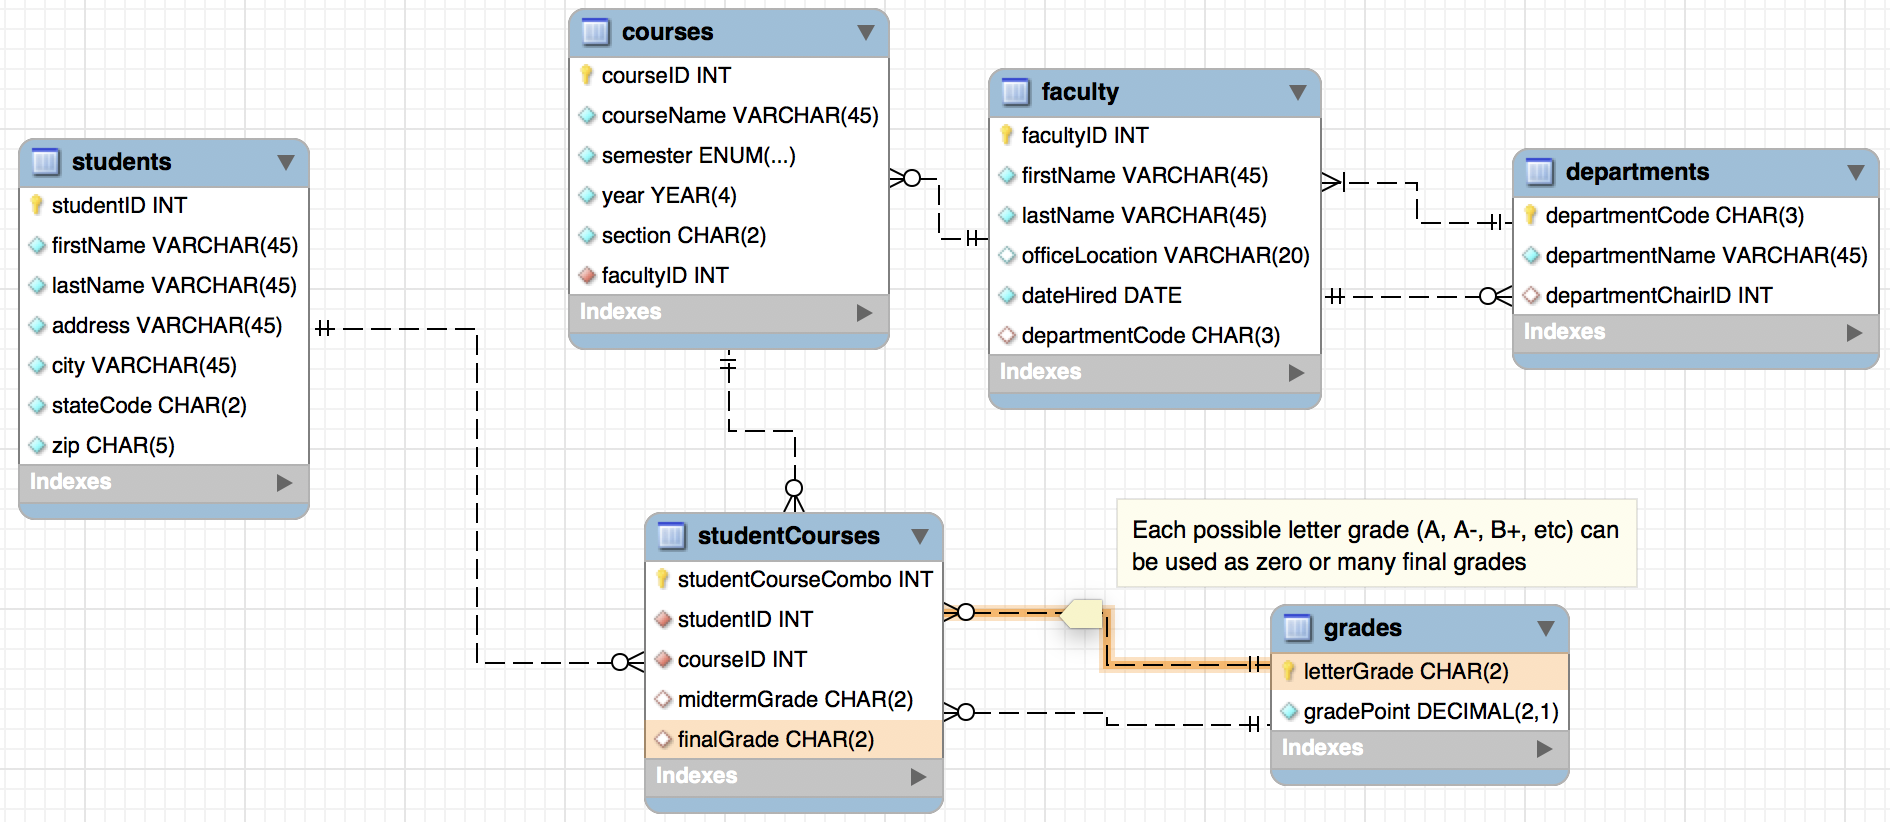 students
studentID INT
firstName VARCHAR(45)
lastName VARCHAR(45)
address VARCHAR(45)
city VARCHAR(45)
stateCode CHAR(2)
zip CHAR(5)
Indexes
courses
courseID INT
courseName VARCHAR(45)
semester ENUM(...)
year YEAR(4)
section CHAR(2)
facultyID INT
Indexes
faculty
facultyID INT
firstName VARCHAR(45)
lastName VARCHAR(45)
officeLocation VARCHAR(20)
dateHired DATE
departmentCode CHAR(3)
Indexes
departments
departmentCode CHAR(3)
departmentName VARCHAR(45)
departmentChairID INT
Indexes
studentCourses
studentCourseCombo INT
studentID INT
courseID INT
midtermGrade CHAR(2)
finalGrade CHAR(2)
Indexes
Each possible letter grade (A, A-, B+, etc) can
be used as zero or many final grades
grades
letterGrade CHAR(2)
gradePoint DECIMAL(2,1)
Indexes